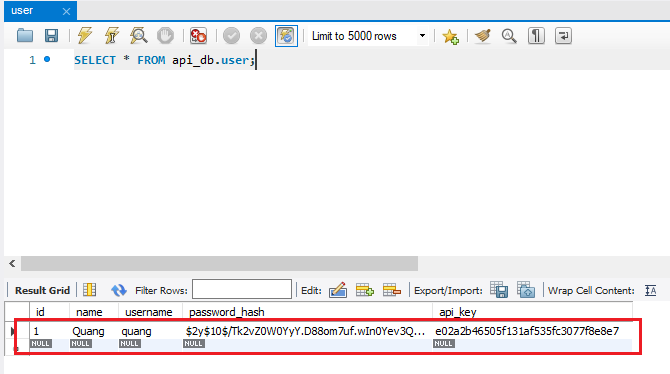 user
Limit to 5000 rows
1 SELECT * FROM api_db.user;
Result Grid Filter Rows: Edit: Export/Import: Wrap Cell Content:
id name username password_hash api_key
1 Quang quang $2y$10$/Tk2vZ0W0YyY.D88om7uf.wIn0Yev3Q... e02a2b46505f131af535fc3077f8e8e7
NULL NULL NULL NULL NULL